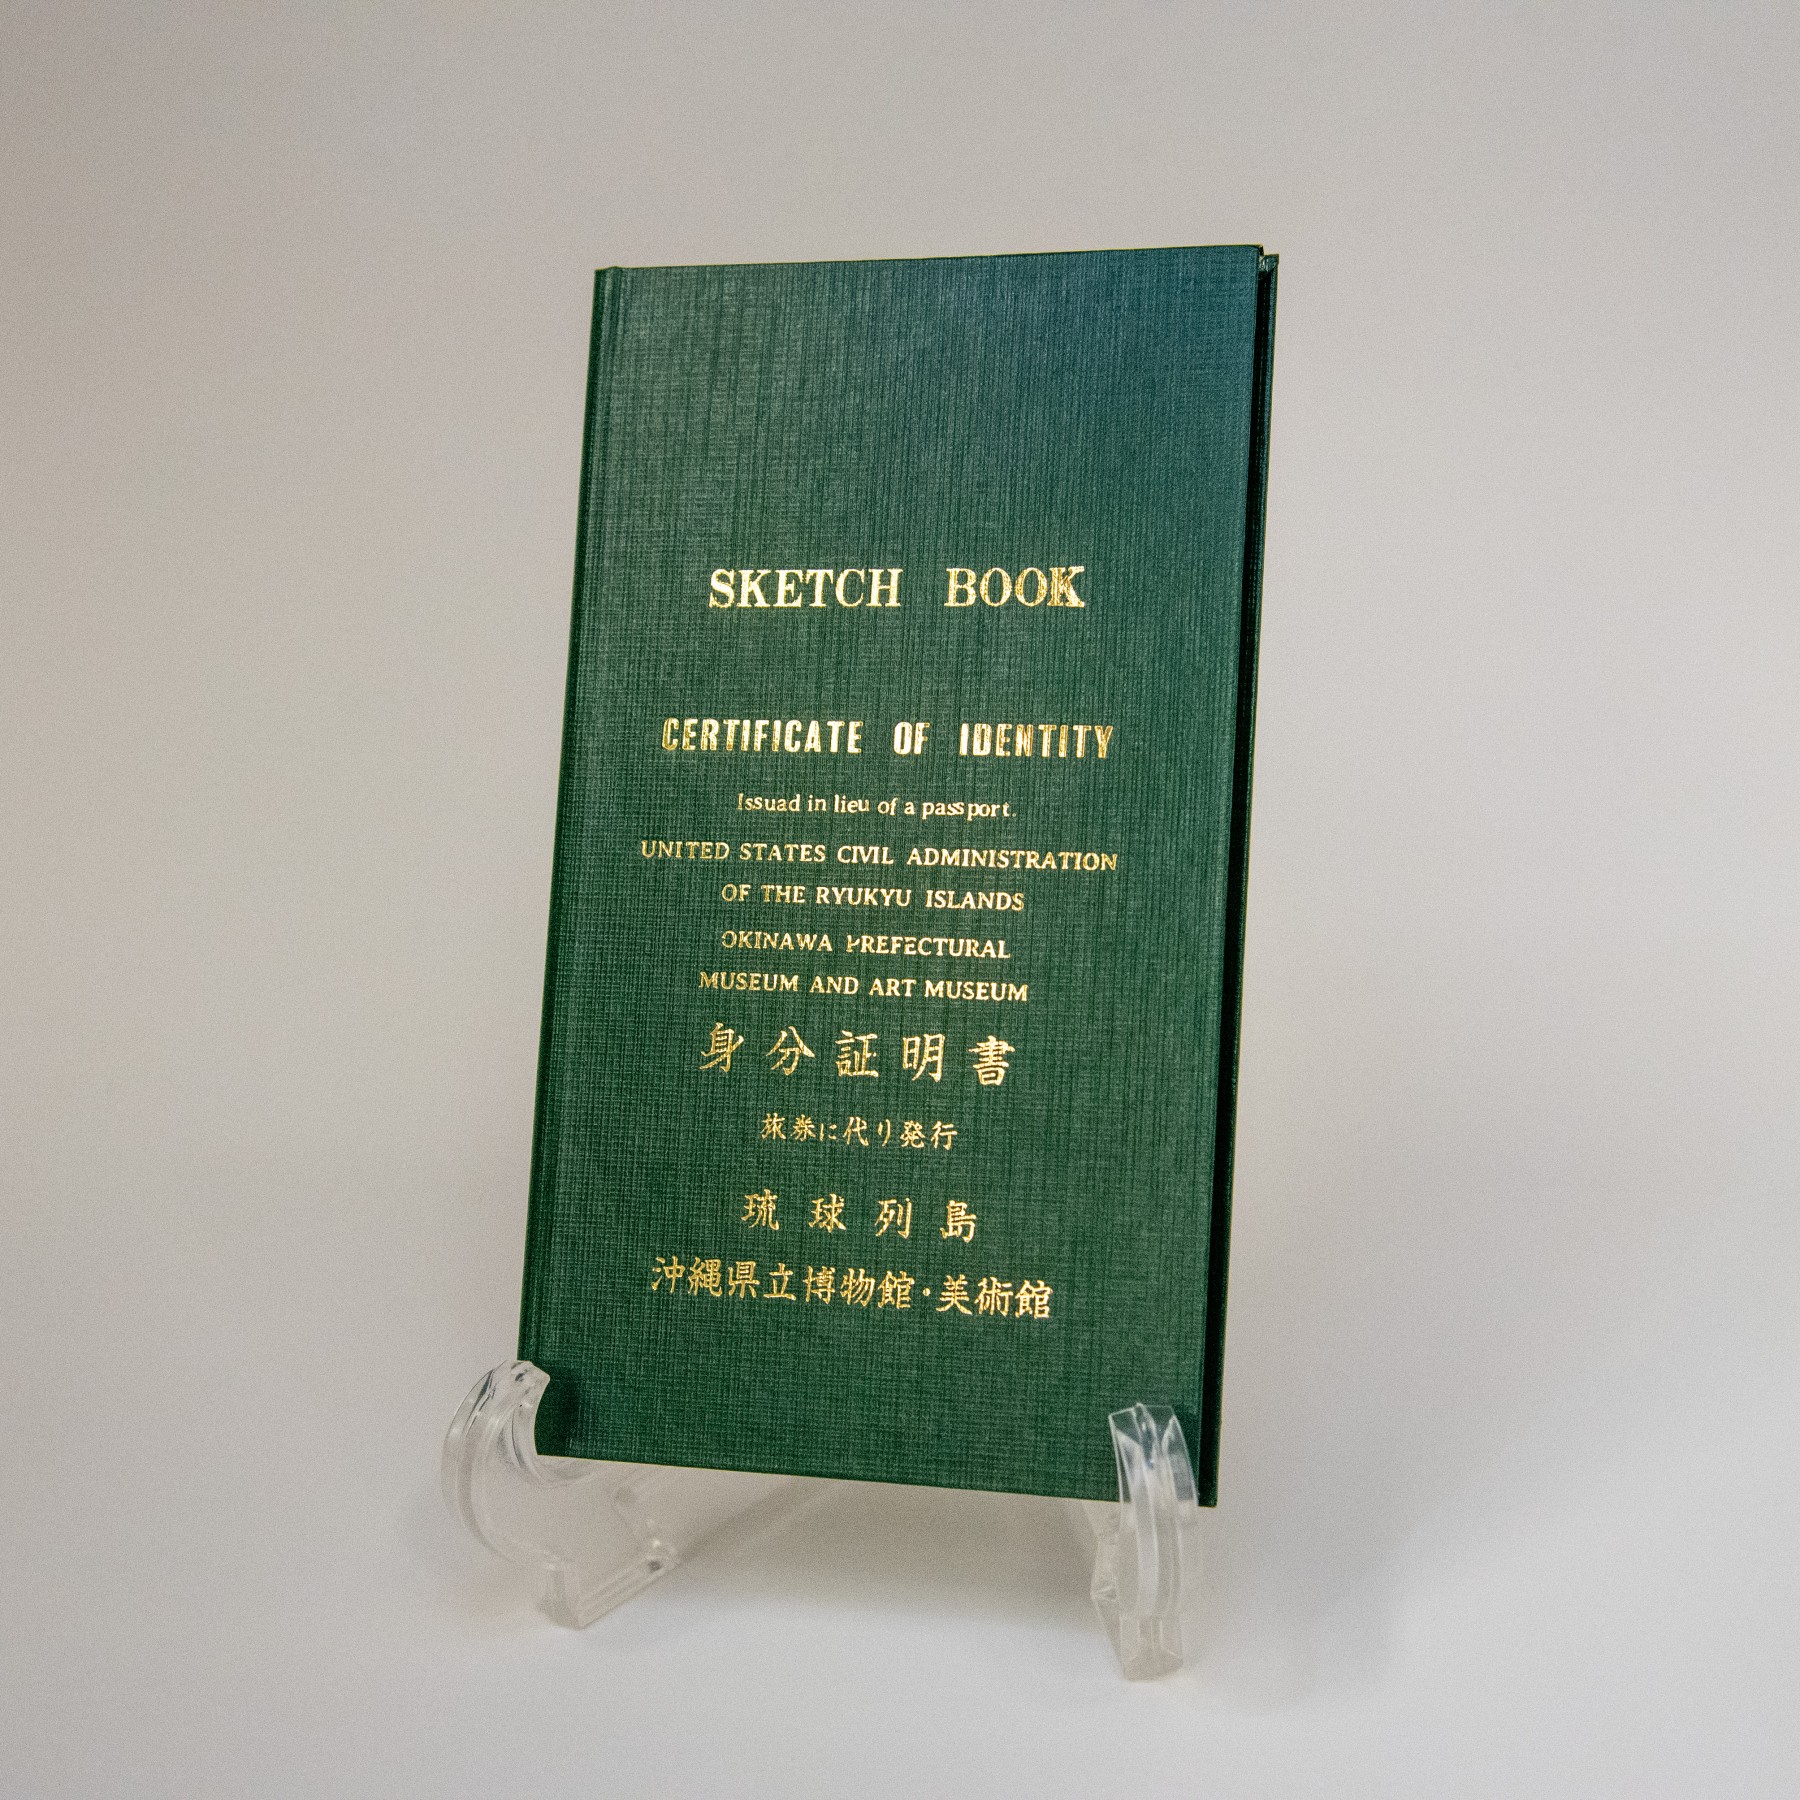 SKETCH BOOK
CERTIFICATE OF IDENTITY
Issuad in lieu of a passport.
UNITED STATES CIVIL ADMINISTRATION
OF THE RYUKYU ISLANDS
OKINAWA PREFECTURAL
MUSEUM AND ART MUSEUM
身分証明書
旅券に代り発行
琉球列島
沖縄県立博物館・美術館